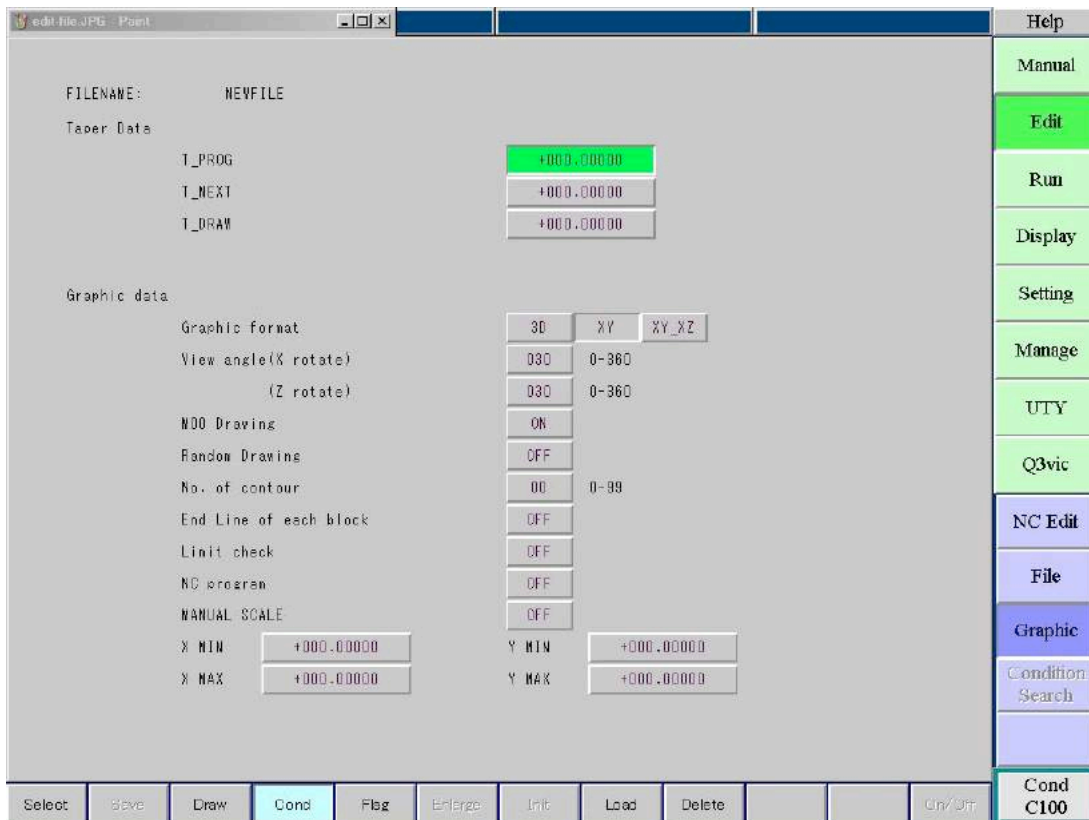 edit-file.JPG - Paint
Help
Manual
FILENAME: NEWFILE
Edit
Taper Data
T_PROG +000.00000
Run
T_NEXT +000.00000
T_DRAW +000.00000
Display
Setting
Graphic data
Graphic format 3D XY XY_XZ
Manage
View angle(X rotate) 030 0-360
(Z rotate) 030 0-360
UTY
M00 Drawing ON
Random Drawing OFF
Q3vic
No. of contour 00 0-99
End Line of each block OFF
NC Edit
Limit check OFF
File
NC program OFF
MANUAL SCALE OFF
Graphic
X MIN +000.00000 Y MIN +000.00000
X MAX +000.00000 Y MAX +000.00000
Condition
Search
Select Save Draw Cond Flag Enlarge Init Load Delete On/Off
Cond
C100